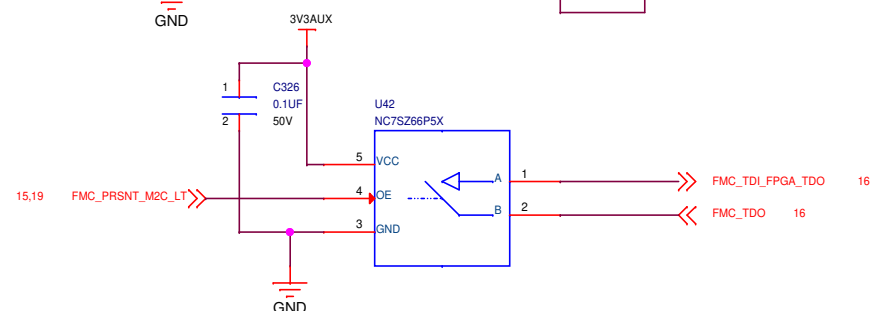 GND
3V3AUX
1
C326
0.1UF
2
50V
U42
NC7SZ66P5X
5
VCC
A
1
FMC_TDI_FPGA_TDO
16
15,19
FMC_PRSNT_M2C_LT
4
OE
B
2
FMC_TDO
16
3
GND
GND